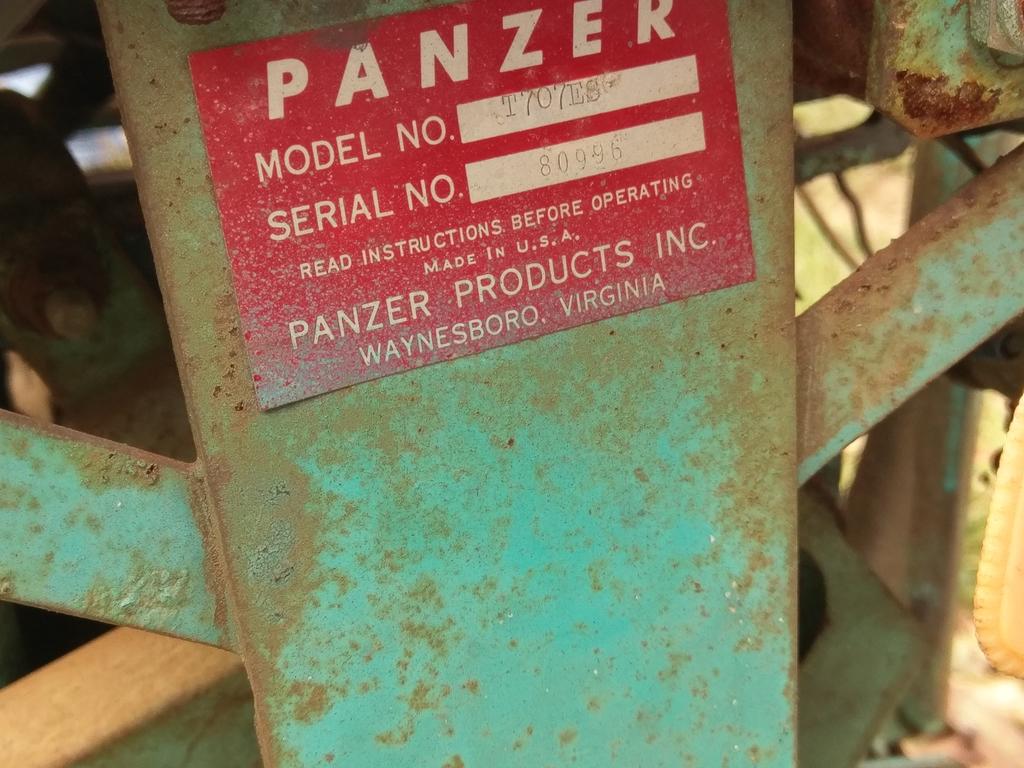 PANZER
MODEL NO. T707ES
SERIAL NO. 80996
READ INSTRUCTIONS BEFORE OPERATING
MADE IN U.S.A.
PANZER PRODUCTS INC.
WAYNESBORO, VIRGINIA